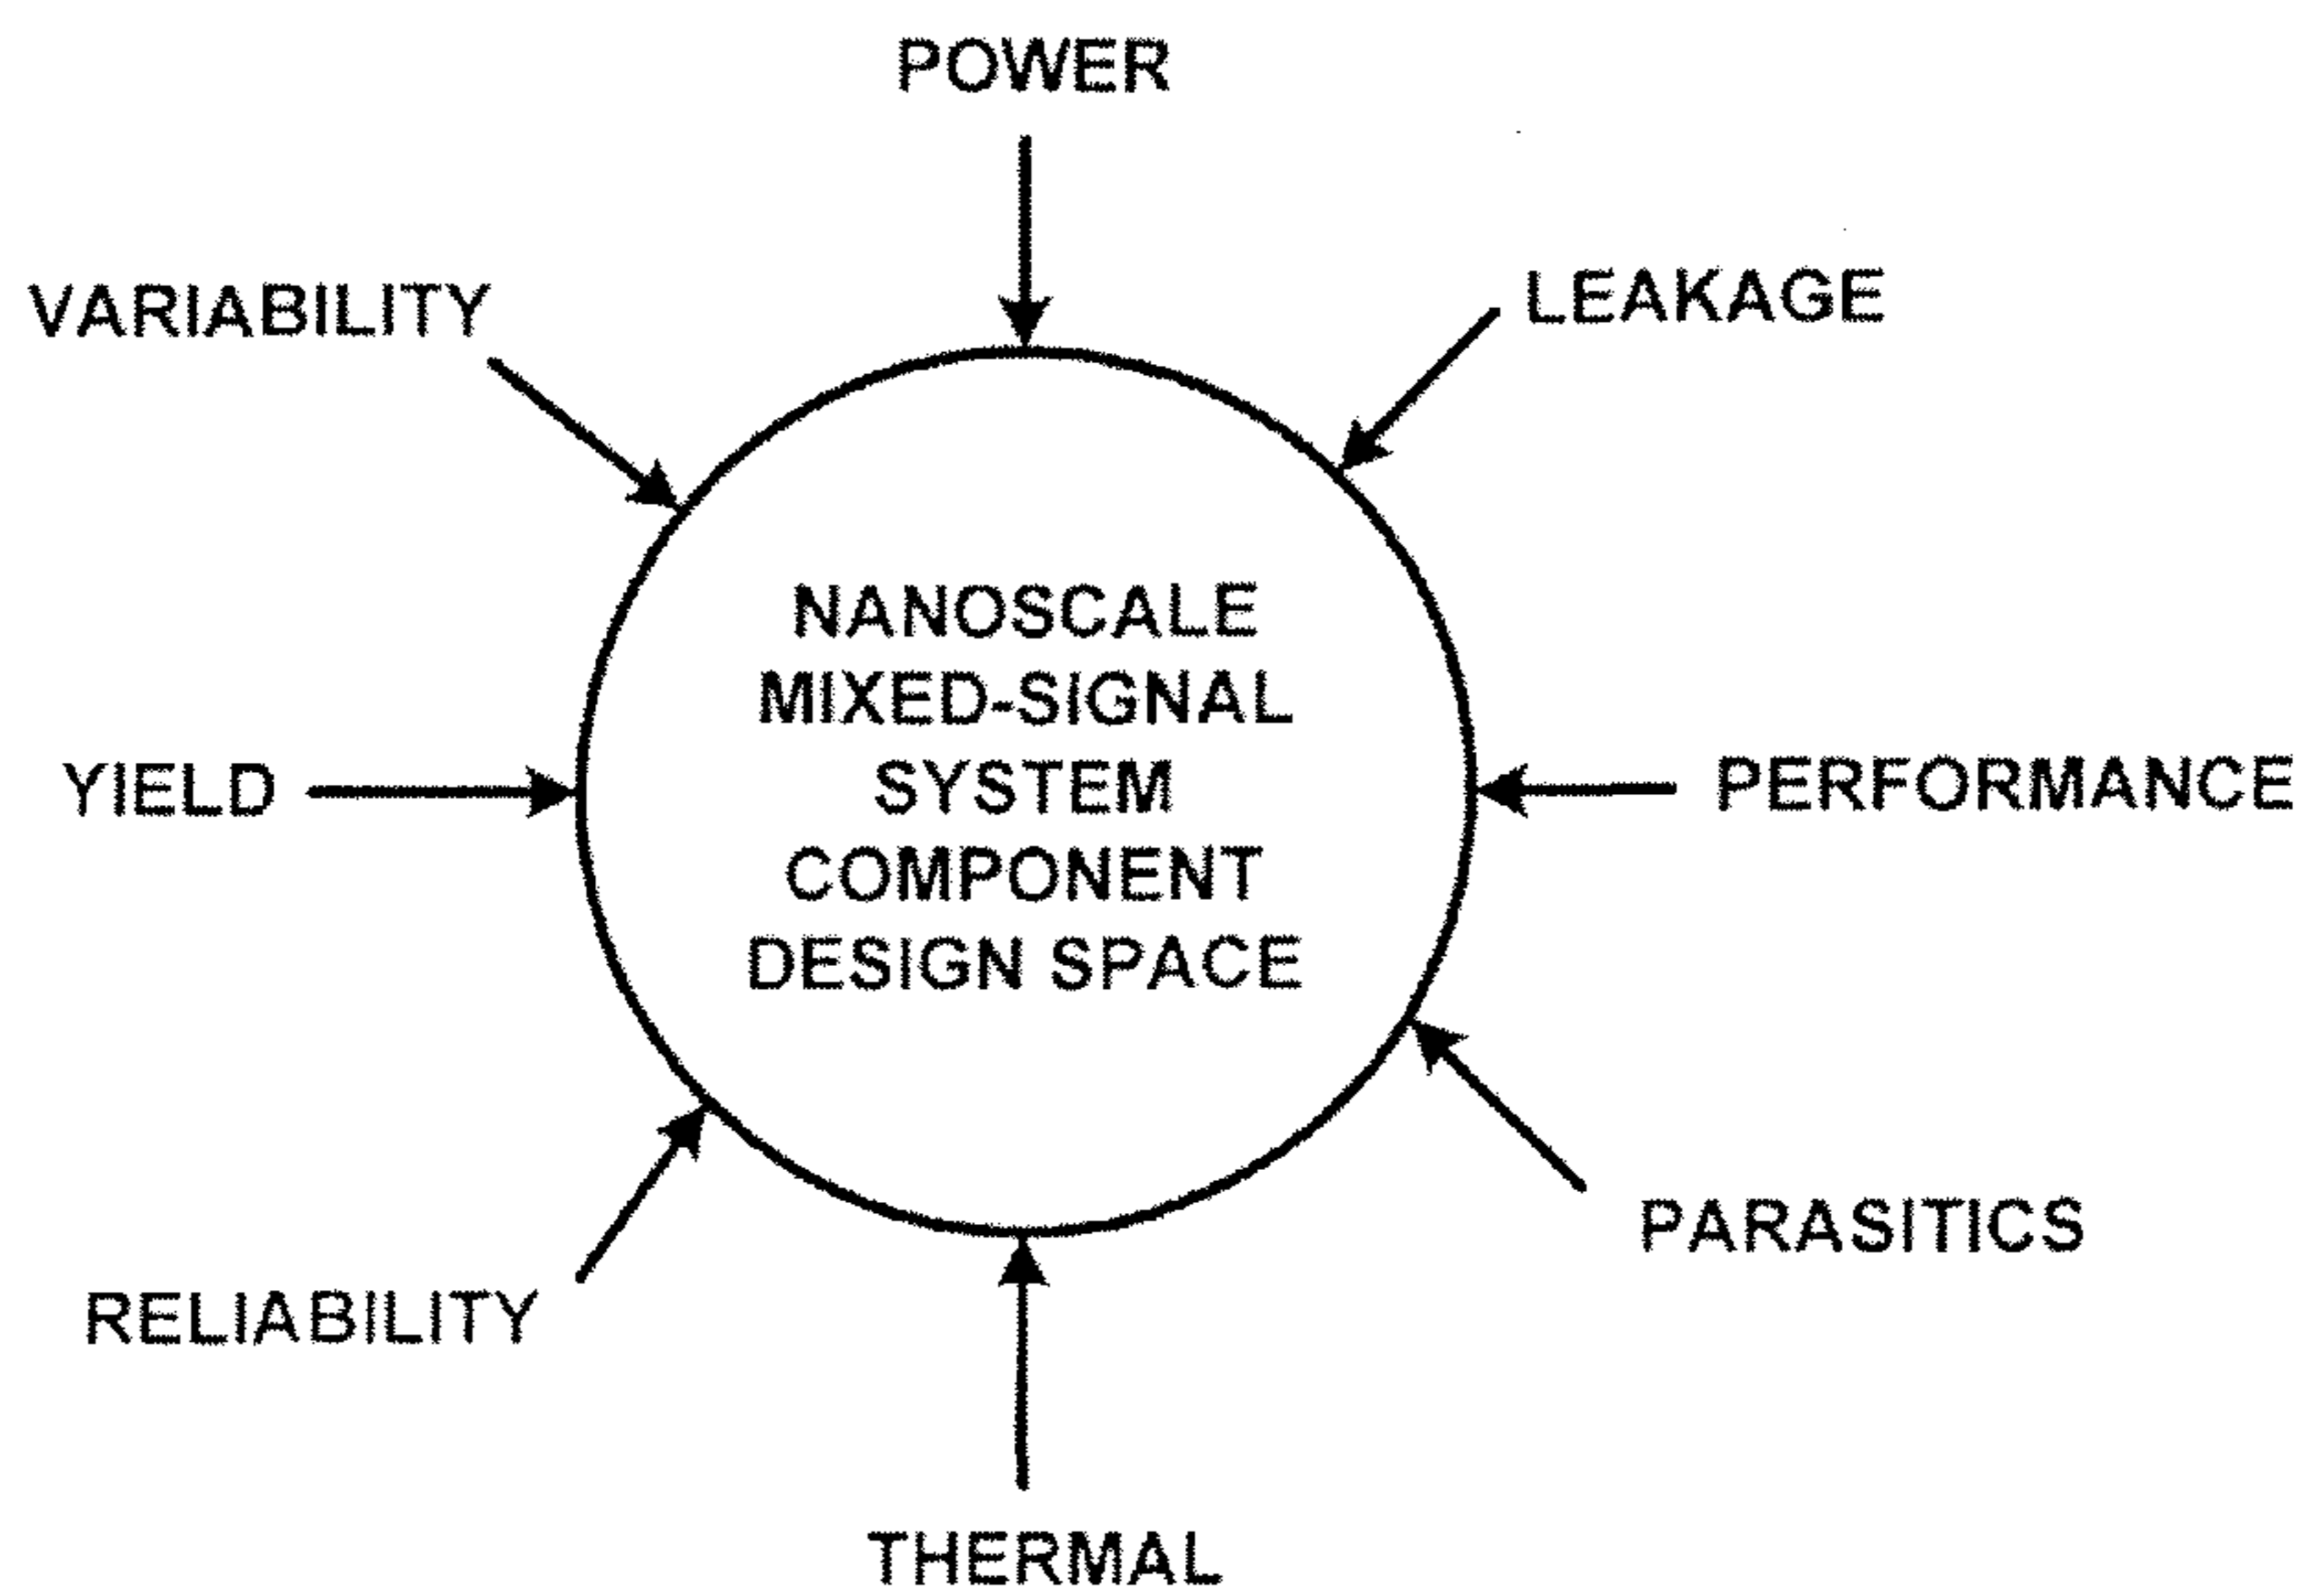 POWER
VARIABILITY
LEAKAGE
NANOSCALE
MIXED-SIGNAL
SYSTEM
COMPONENT
DESIGN SPACE
YIELD
PERFORMANCE
PARASITICS
RELIABILITY
THERMAL